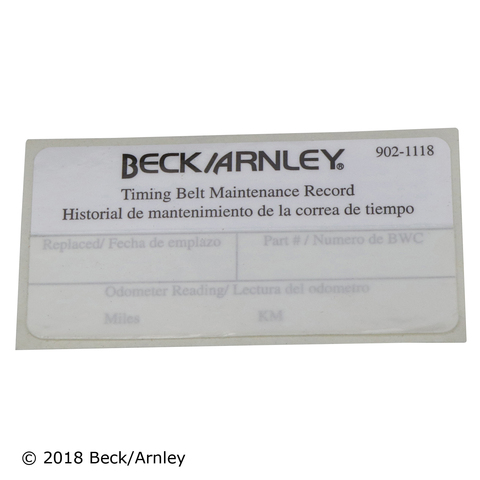 BECK/ARNLEY® 902-1118
Timing Belt Maintenance Record
Historial de mantenimiento de la correa de tiempo
Replaced/ Fecha de emplazo Part # / Numero de BWC
Odometer Reading/ Lectura del odometro
Miles KM
© 2018 Beck/Arnley